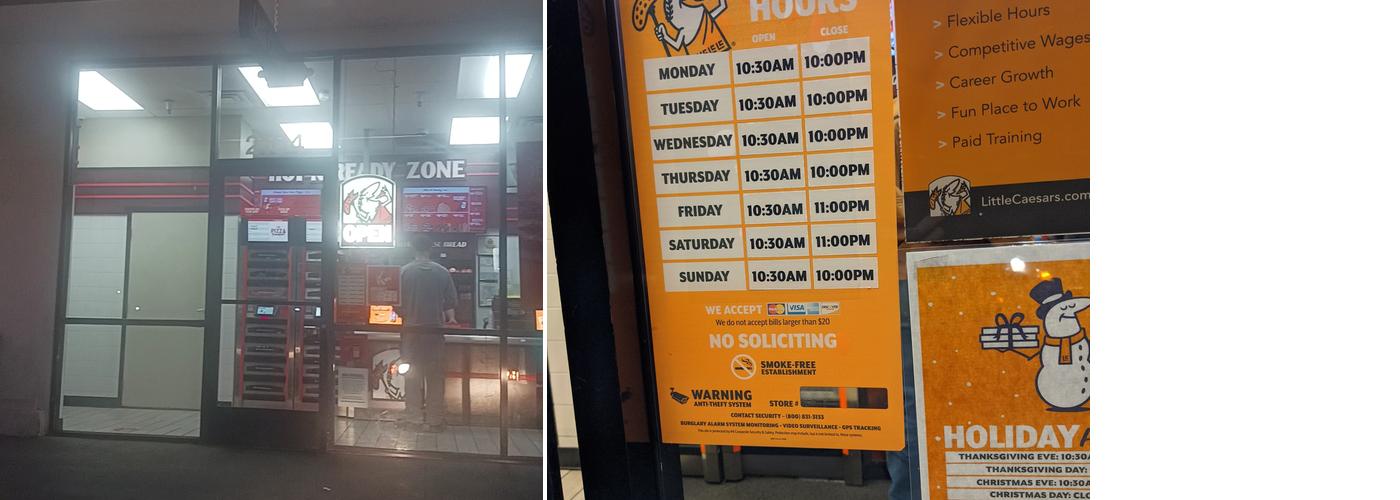 HOT-N-READY ZONE
OPEN
HOURS
OPEN CLOSE
MONDAY 10:30AM 10:00PM
TUESDAY 10:30AM 10:00PM
WEDNESDAY 10:30AM 10:00PM
THURSDAY 10:30AM 10:00PM
FRIDAY 10:30AM 11:00PM
SATURDAY 10:30AM 11:00PM
SUNDAY 10:30AM 10:00PM
WE ACCEPT VISA
We do not accept bills larger than $20
NO SOLICITING
SMOKE-FREE
ESTABLISHMENT
WARNING
ANTI-THEFT SYSTEM
STORE #
CONTACT SECURITY - (800) 831-3133
BURGLARY ALARM SYSTEM MONITORING - VIDEO SURVEILLANCE - GPS TRACKING
> Flexible Hours
> Competitive Wages
> Career Growth
> Fun Place to Work
> Paid Training
LittleCaesars.com
HOLIDAY
THANKSGIVING EVE: 10:30A
THANKSGIVING DAY:
CHRISTMAS EVE: 10:30A
CHRISTMAS DAY: CLO